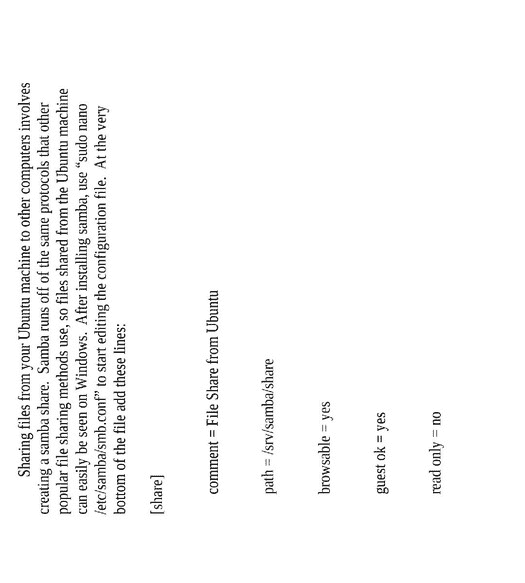 Sharing files from your Ubuntu machine to other computers involves
creating a samba share.  Samba runs off of the same protocols that other
popular file sharing methods use, so files shared from the Ubuntu machine
can easily be seen on Windows.  After installing samba, use “sudo nano
/etc/samba/smb.conf” to start editing the configuration file.  At the very
bottom of the file add these lines:
[share]
comment = File Share from Ubuntu
path = /srv/samba/share
browsable = yes
guest ok = yes
read only = no